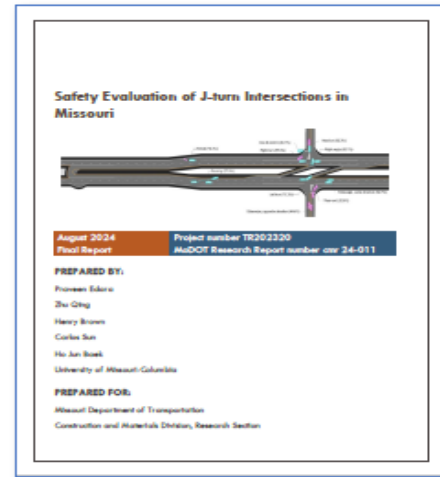 Safety Evaluation of J-turn Intersections in
Missouri
August 2024
Project number TR202320
Final Report
MoDOT Research Report number cmr 24-011
PREPARED BY:
Praveen Edara
Zhu Qing
Henry Brown
Carlos Sun
Ho Jun Baek
University of Missouri-Columbia
PREPARED FOR:
Missouri Department of Transportation
Construction and Materials Division, Research Section